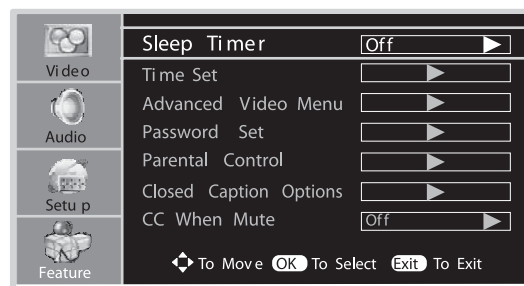 Video
Audio
Setup
Feature
Sleep Timer Off
Time Set
Advanced Video Menu
Password Set
Parental Control
Closed Caption Options
CC When Mute Off
To Move OK To Select Exit To Exit